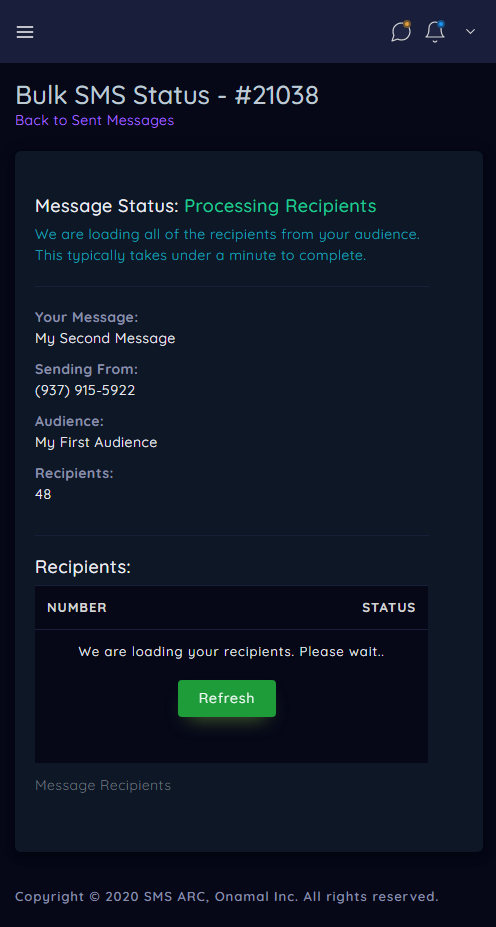 Bulk SMS Status - #21038
Back to Sent Messages
Message Status: Processing Recipients
We are loading all of the recipients from your audience.
This typically takes under a minute to complete.
Your Message:
My Second Message
Sending From:
(937) 915-5922
Audience:
My First Audience
Recipients:
48
Recipients:
NUMBER STATUS
We are loading your recipients. Please wait..
Refresh
Message Recipients
Copyright © 2020 SMS ARC, Onamal Inc. All rights reserved.